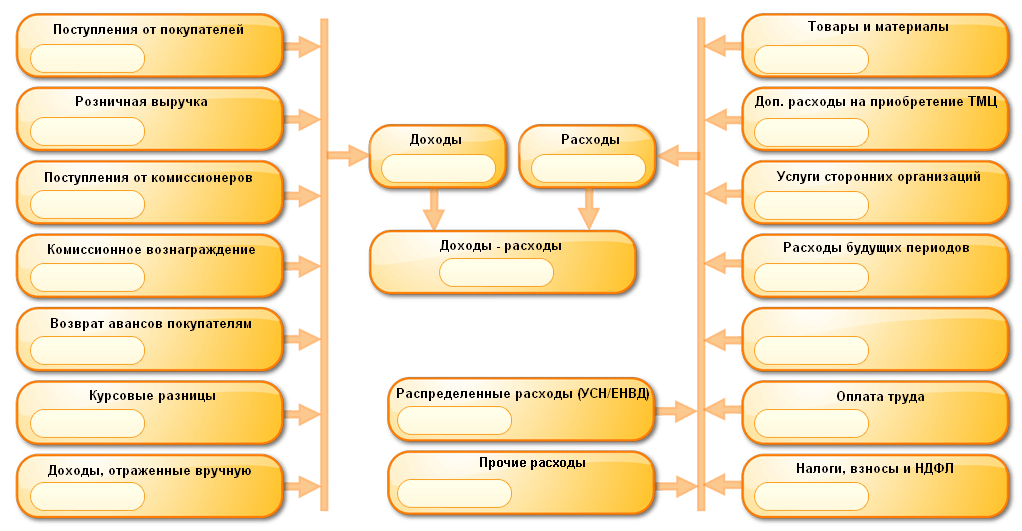 Поступления от покупателей
Розничная выручка
Поступления от комиссионеров
Комиссионное вознаграждение
Возврат авансов покупателям
Курсовые разницы
Доходы, отраженные вручную
Доходы
Расходы
Доходы - расходы
Распределенные расходы (УСН/ЕНВД)
Прочие расходы
Товары и материалы
Доп. расходы на приобретение ТМЦ
Услуги сторонних организаций
Расходы будущих периодов
Оплата труда
Налоги, взносы и НДФЛ